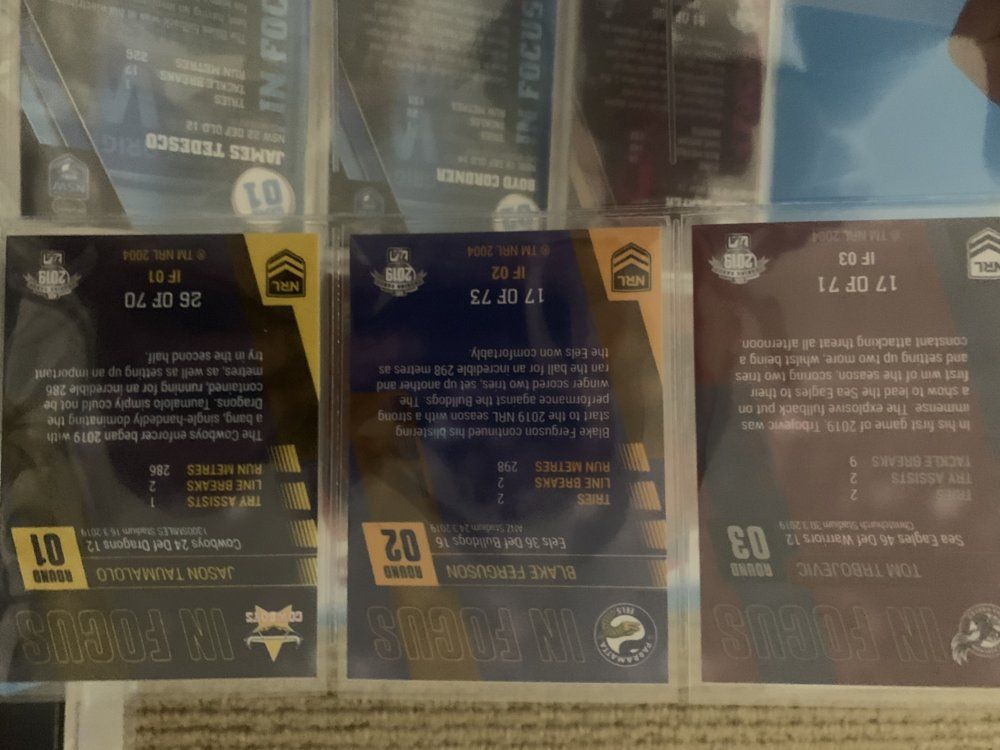 IN FOCUS
JASON TAUMALOLO
ROUND
01
Cowboys 24 Def Dragons 12
1300SMILES Stadium 16.3.2019
TRY ASSISTS 1
LINE BREAKS 2
RUN METRES 286
The Cowboys enforcer began 2019 with
a bang, single-handedly dominating the
Dragons. Taumalolo simply could not be
contained, running for an incredible 286
metres, as well as setting up an important
try in the second half.
26 OF 70
IF 01
® TM NRL 2004
NRL
2019
COWBOYS
IN FOCUS
BLAKE FERGUSON
ROUND
02
Eels 36 Def Bulldogs 16
ANZ Stadium 24.3.2019
TRIES 2
LINE BREAKS 2
RUN METRES 298
Blake Ferguson continued his blistering
start to the 2019 NRL season with a strong
performance against the Bulldogs. The
winger scored two tries, set up another and
ran the ball for an incredible 298 metres as
the Eels won comfortably.
17 OF 73
IF 02
® TM NRL 2004
NRL
2019
PARRAMATTA
EELS
IN FOCUS
TOM TRBOJEVIC
ROUND
03
Sea Eagles 46 Def Warriors 12
Christchurch Stadium 30.3.2019
TRIES 2
TRY ASSISTS 2
TACKLE BREAKS 9
In his first game of 2019, Trbojevic was
immense. The explosive fullback put on
a show to lead the Sea Eagles to their
first win of the season, scoring two tries
and setting up two more, whilst being a
constant attacking threat all afternoon.
17 OF 71
IF 03
® TM NRL 2004
NRL
2019
01
JAMES TEDESCO
NSW 22 DEF QLD 12
TRIES
TACKLE BREAKS
RUN METRES 226
IN FOCUS
NSW
BOYD CORDNER
IN FOCUS
RUN METRES